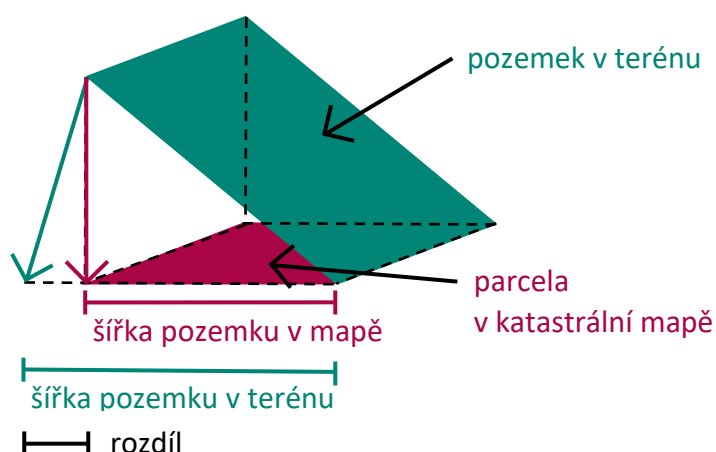 pozemek v terénu
parcela
v katastrální mapě
šířka pozemku v mapě
šířka pozemku v terénu
rozdíl